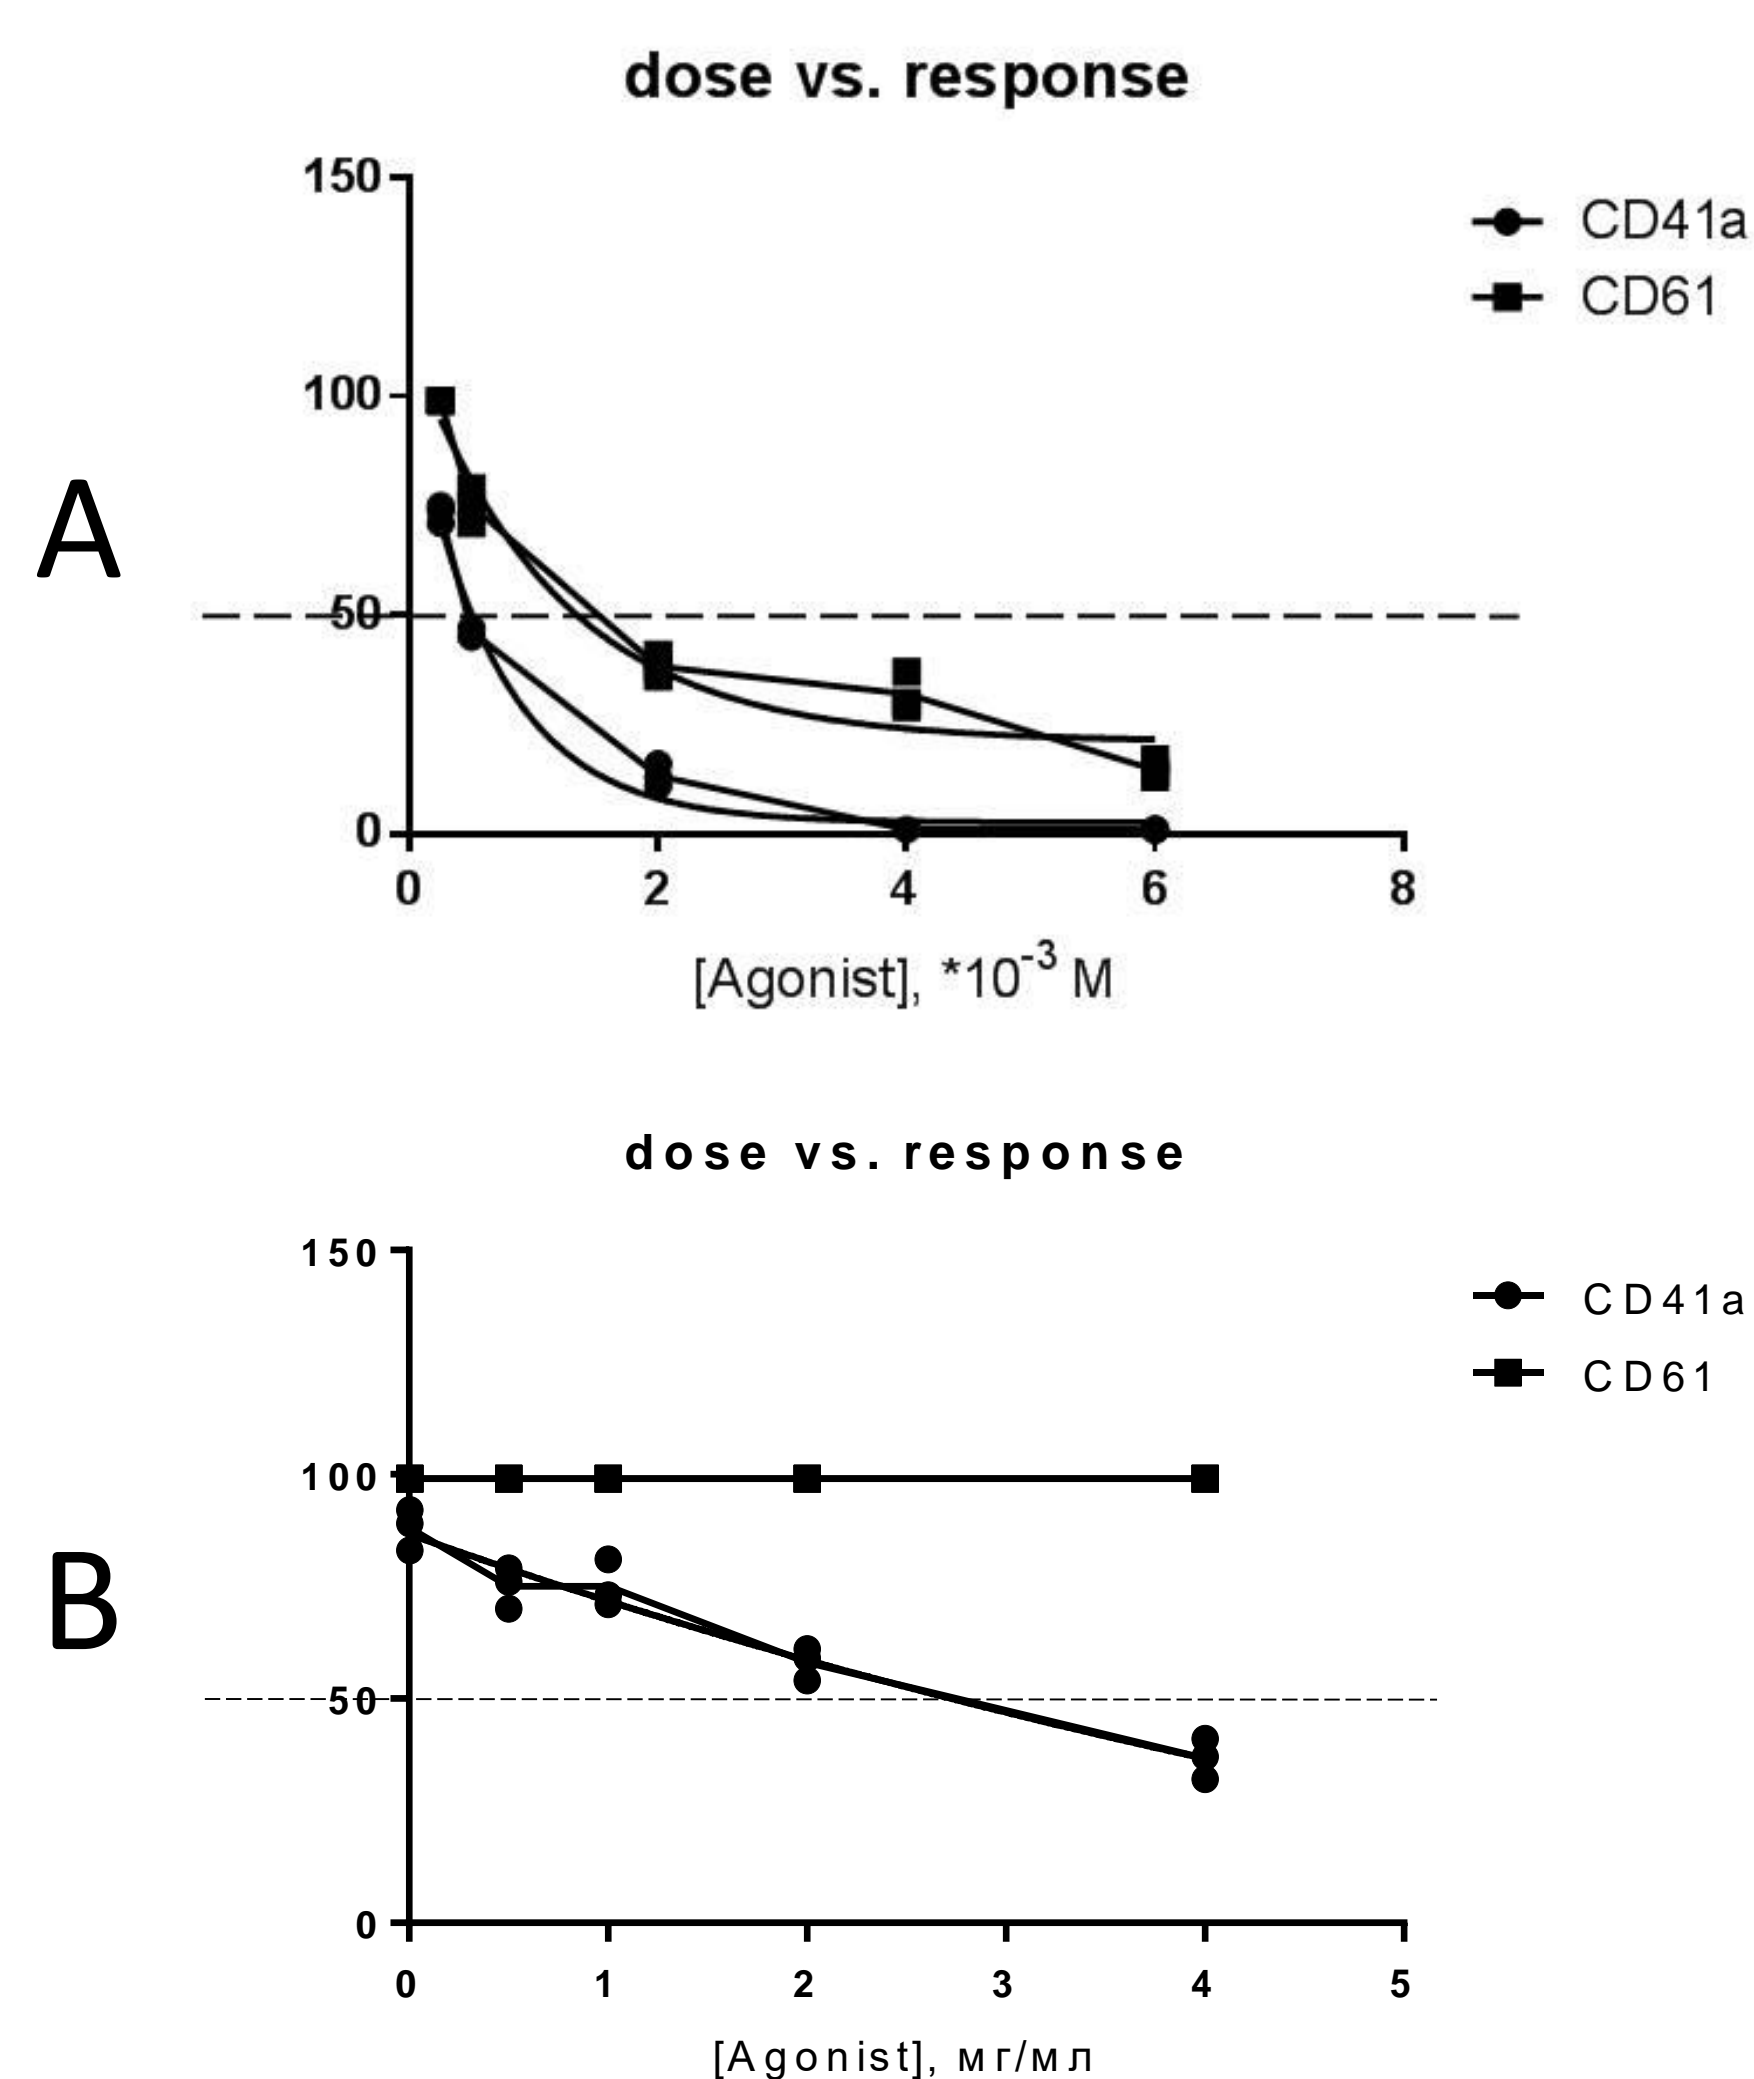 dose vs. response
150
100
50
0
0 2 4 6 8
[Agonist], *10⁻³ M
CD41a
CD61
A
dose vs. response
150
100
50
0
0 1 2 3 4 5
[Agonist], мг/мл
CD41a
CD61
B